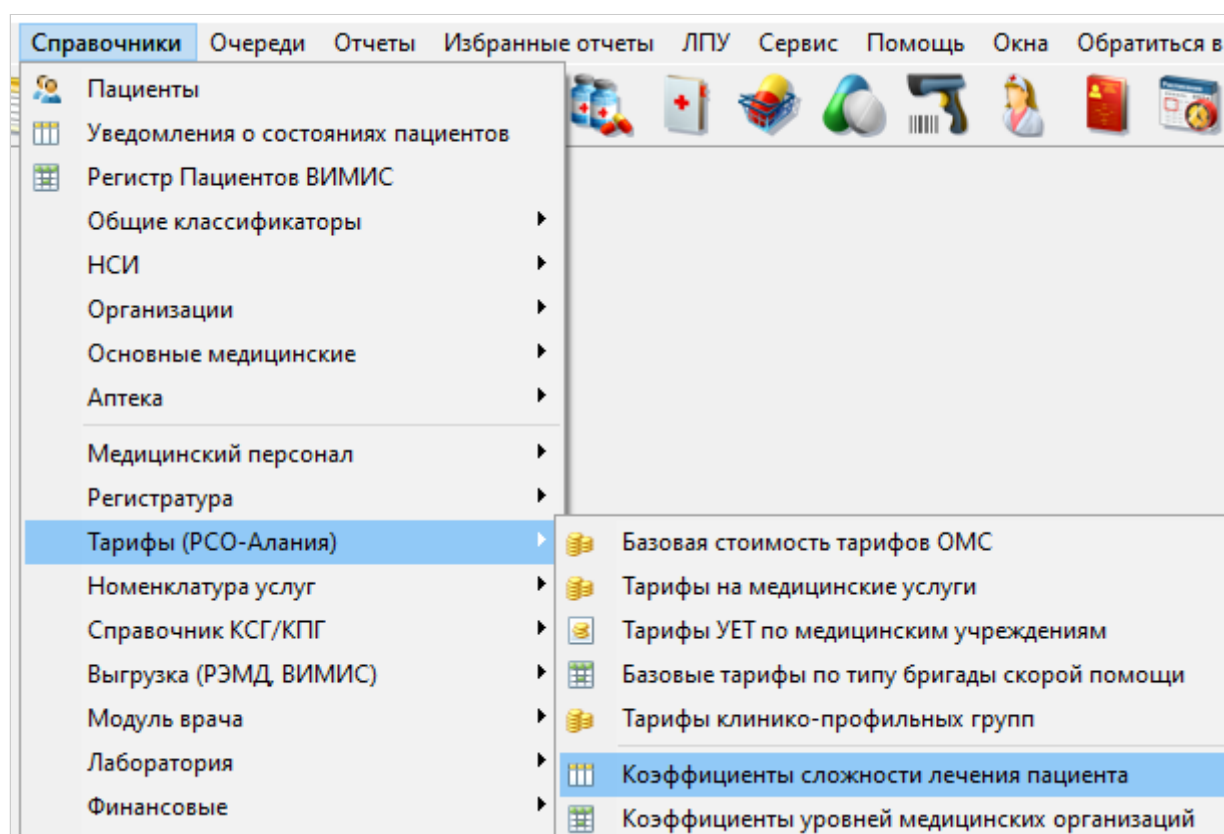 Справочники Очереди Отчеты Избранные отчеты ЛПУ Сервис Помощь Окна Обратиться в
Пациенты
Уведомления о состояниях пациентов
Регистр Пациентов ВИМИС
Общие классификаторы
НСИ
Организации
Основные медицинские
Аптека
Медицинский персонал
Регистратура
Тарифы (РСО-Алания)
Номенклатура услуг
Справочник КСГ/КПГ
Выгрузка (РЭМД, ВИМИС)
Модуль врача
Лаборатория
Финансовые
Базовая стоимость тарифов ОМС
Тарифы на медицинские услуги
Тарифы УЕТ по медицинским учреждениям
Базовые тарифы по типу бригады скорой помощи
Тарифы клинико-профильных групп
Коэффициенты сложности лечения пациента
Коэффициенты уровней медицинских организаций